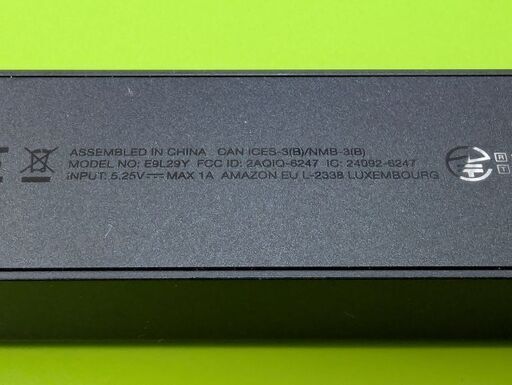 ASSEMBLED IN CHINA CAN ICES-3(B)/NMB-3(B)
MODEL NO: E9L29Y FCC ID: 2AQIQ-6247 IC: 24092-6247
INPUT: 5.25V⎓MAX 1A AMAZON EU L-2338 LUXEMBOURG
R
T